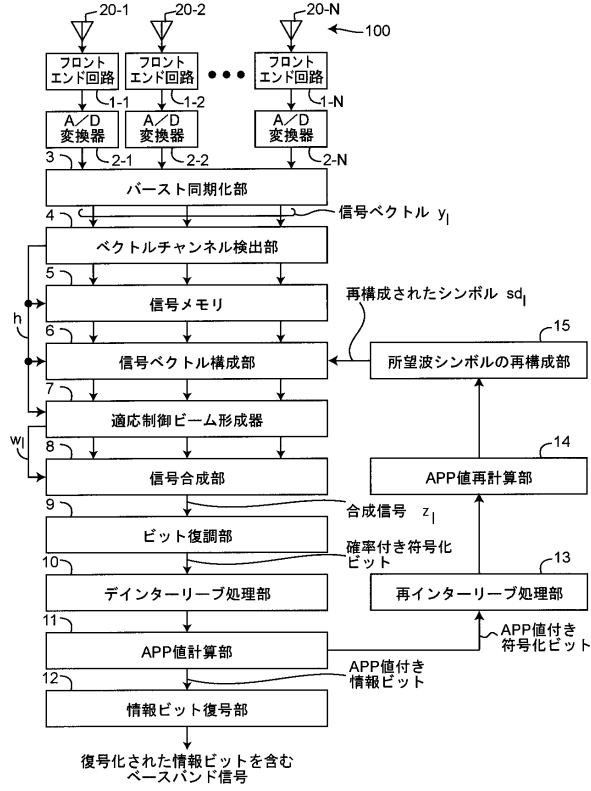 20-1
20-2
20-N
100
フロント
エンド回路
フロント
エンド回路
フロント
エンド回路
1-1
1-2
1-N
A／D
変換器
A／D
変換器
A／D
変換器
2-1
2-2
2-N
3
バースト同期化部
信号ベクトル yl
4
ベクトルチャンネル検出部
5
信号メモリ
再構成されたシンボル sdl
h
6
信号ベクトル構成部
15
所望波シンボルの再構成部
7
適応制御ビーム形成器
wl
8
信号合成部
14
APP値再計算部
合成信号 zl
9
ビット復調部
確率付き符号化
ビット
10
デインターリーブ処理部
13
再インターリーブ処理部
11
APP値計算部
APP値付き
符号化ビット
APP値付き
情報ビット
12
情報ビット復号部
復号化された情報ビットを含む
ベースバンド信号